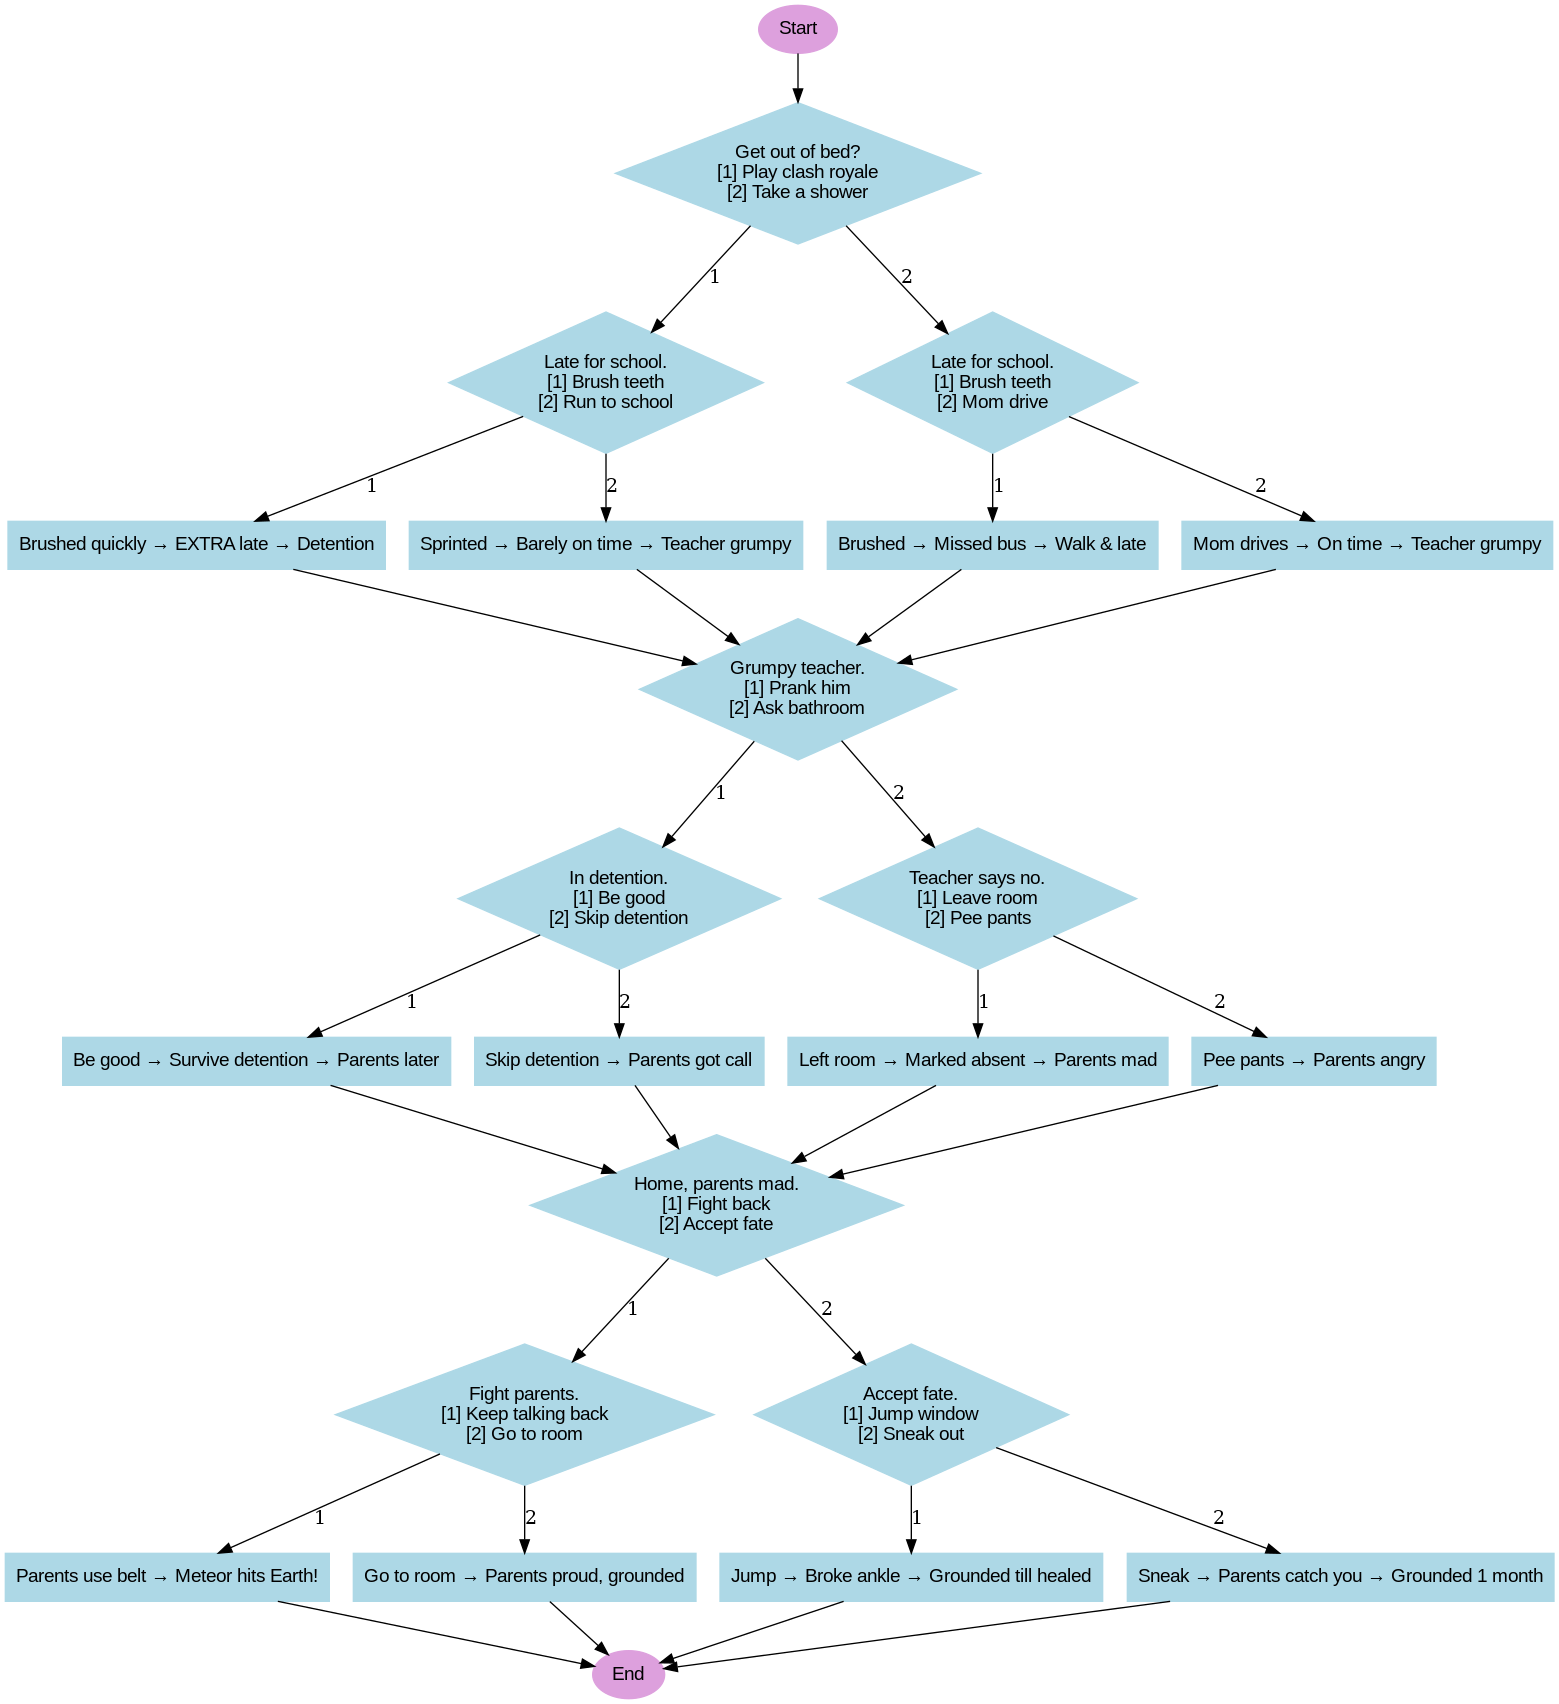 Start
Get out of bed?
[1] Play clash royale
[2] Take a shower
1
2
Late for school.
[1] Brush teeth
[2] Run to school
Late for school.
[1] Brush teeth
[2] Mom drive
1
2
1
2
Brushed quickly → EXTRA late → Detention
Sprinted → Barely on time → Teacher grumpy
Brushed → Missed bus → Walk & late
Mom drives → On time → Teacher grumpy
Grumpy teacher.
[1] Prank him
[2] Ask bathroom
1
2
In detention.
[1] Be good
[2] Skip detention
Teacher says no.
[1] Leave room
[2] Pee pants
1
2
1
2
Be good → Survive detention → Parents later
Skip detention → Parents got call
Left room → Marked absent → Parents mad
Pee pants → Parents angry
Home, parents mad.
[1] Fight back
[2] Accept fate
1
2
Fight parents.
[1] Keep talking back
[2] Go to room
Accept fate.
[1] Jump window
[2] Sneak out
1
2
1
2
Parents use belt → Meteor hits Earth!
Go to room → Parents proud, grounded
Jump → Broke ankle → Grounded till healed
Sneak → Parents catch you → Grounded 1 month
End